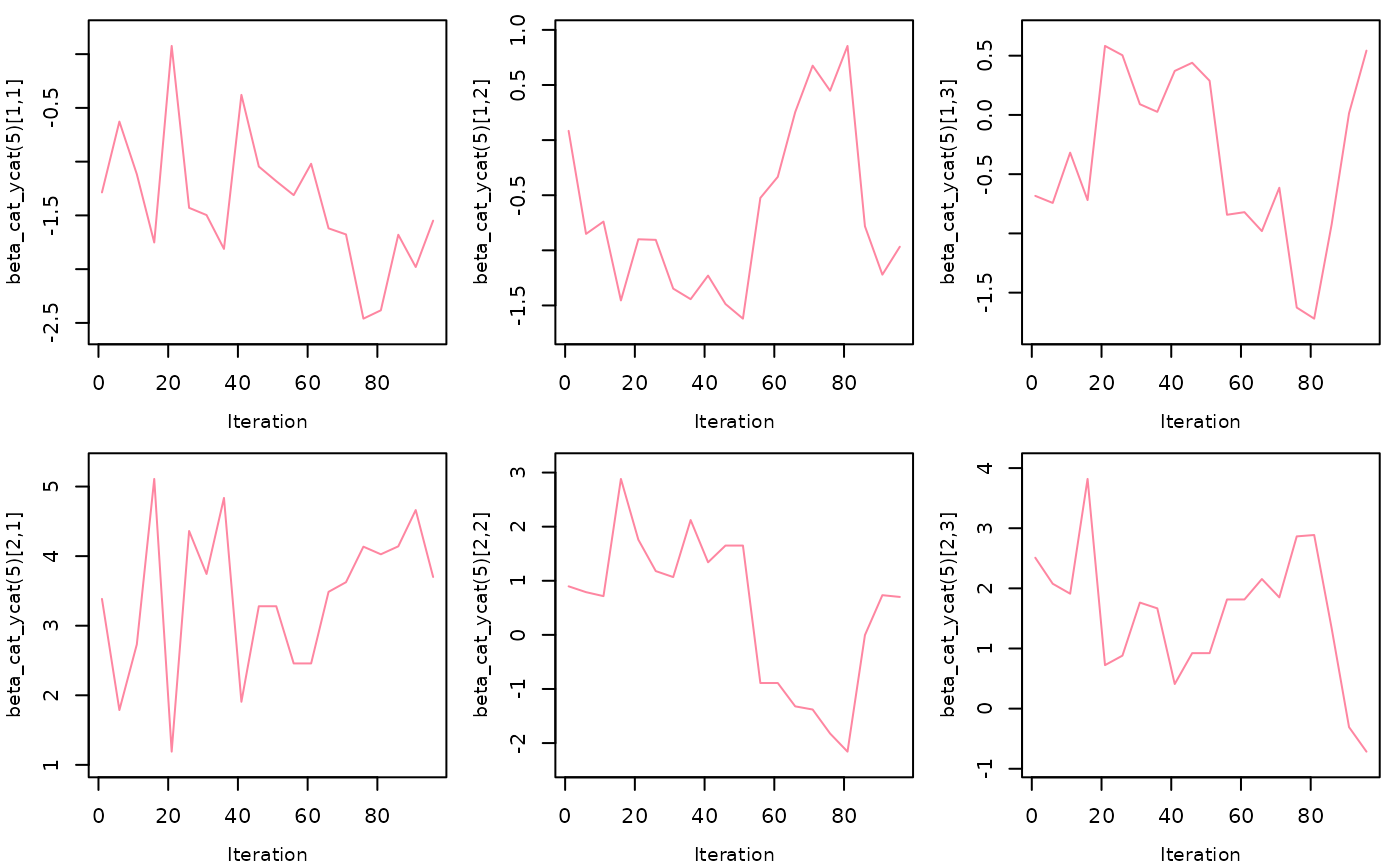 beta_cat_ycat(5)[1,1]
-0.5
-1.5
-2.5
0 20 40 60 80
Iteration
beta_cat_ycat(5)[1,2]
1.0
0.5
-0.5
-1.5
0 20 40 60 80
Iteration
beta_cat_ycat(5)[1,3]
0.5
0.0
-0.5
-1.5
0 20 40 60 80
Iteration
beta_cat_ycat(5)[2,1]
5
4
3
2
1
0 20 40 60 80
Iteration
beta_cat_ycat(5)[2,2]
3
2
1
0
-1
-2
0 20 40 60 80
Iteration
beta_cat_ycat(5)[2,3]
4
3
2
1
0
-1
0 20 40 60 80
Iteration